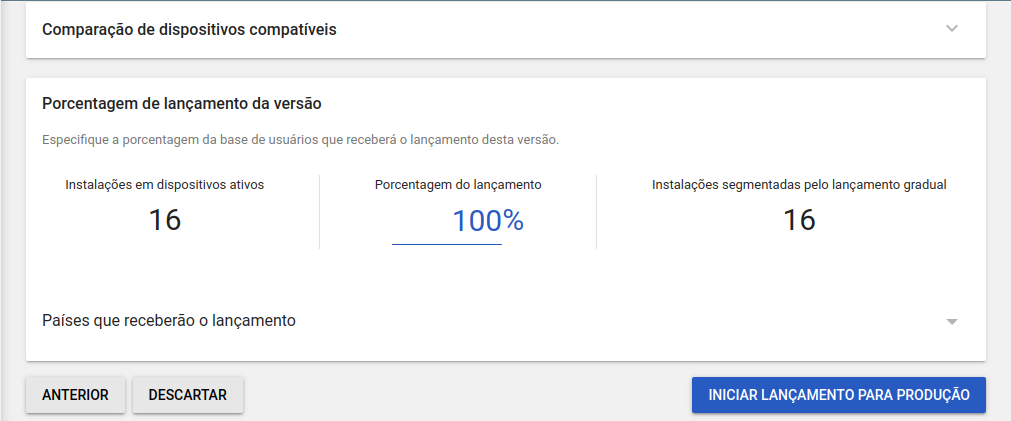 Comparação de dispositivos compatíveis
Porcentagem de lançamento da versão
Especifique a porcentagem da base de usuários que receberá o lançamento desta versão.
Instalações em dispositivos ativos
16
Porcentagem do lançamento
100%
Instalações segmentadas pelo lançamento gradual
16
Países que receberão o lançamento
ANTERIOR
DESCARTAR
INICIAR LANÇAMENTO PARA PRODUÇÃO